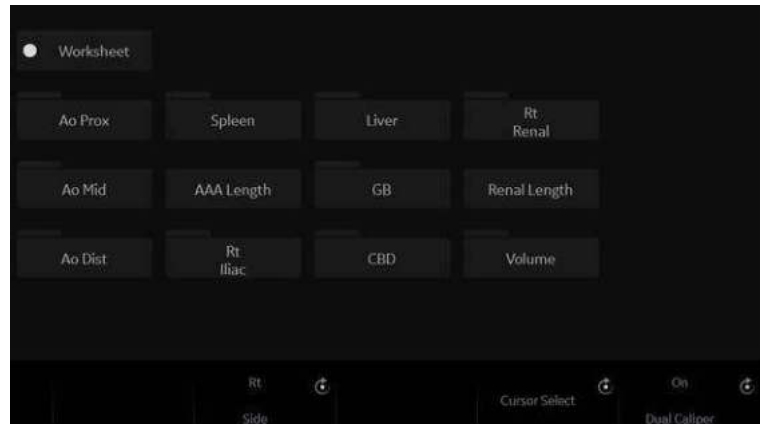 Worksheet
Ao Prox
Spleen
Liver
Rt
Renal
Ao Mid
AAA Length
GB
Renal Length
Ao Dist
Rt
Iliac
CBD
Volume
Rt
Side
Cursor Select
On
Dual Caliper